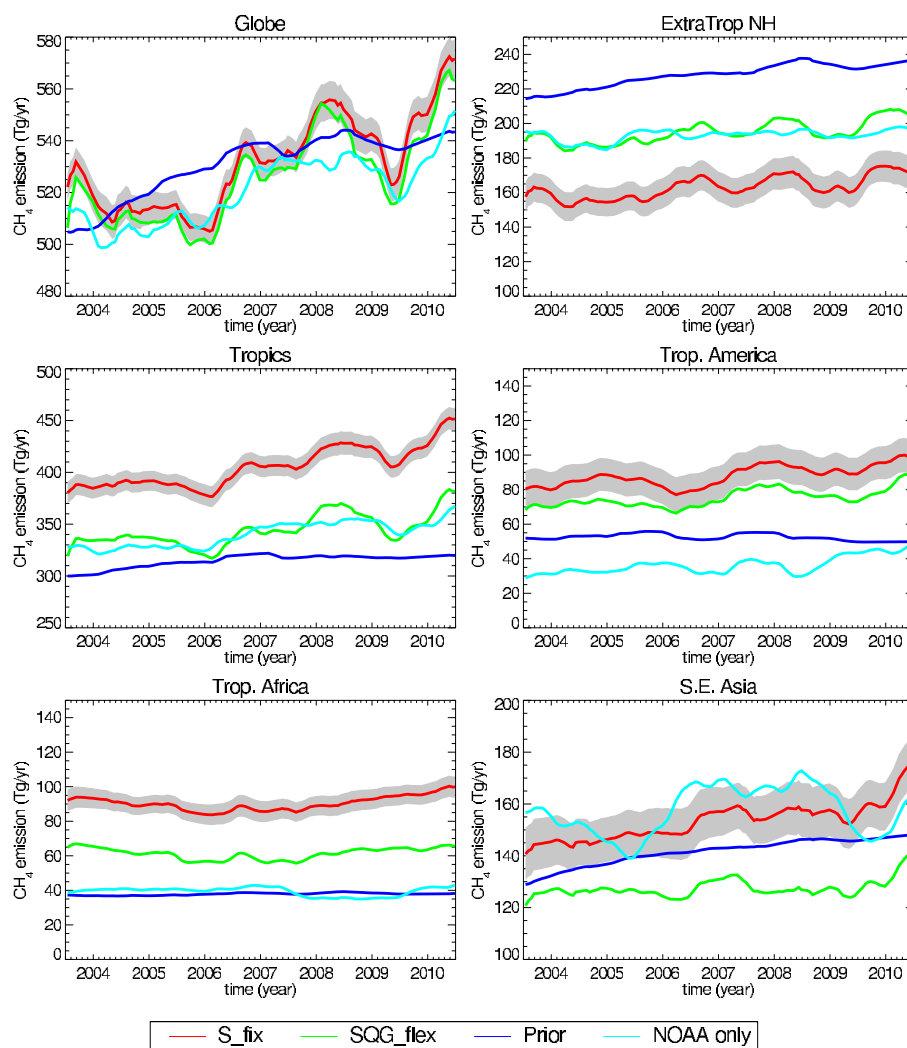 Globe
CH4 emission (Tg/yr)
580
560
540
520
500
480
2004 2005 2006 2007 2008 2009 2010
time (year)
ExtraTrop NH
CH4 emission (Tg/yr)
240
220
200
180
160
140
120
100
2004 2005 2006 2007 2008 2009 2010
time (year)
Tropics
CH4 emission (Tg/yr)
500
450
400
350
300
250
2004 2005 2006 2007 2008 2009 2010
time (year)
Trop. America
CH4 emission (Tg/yr)
140
120
100
80
60
40
20
0
2004 2005 2006 2007 2008 2009 2010
time (year)
Trop. Africa
CH4 emission (Tg/yr)
140
120
100
80
60
40
20
0
2004 2005 2006 2007 2008 2009 2010
time (year)
S.E. Asia
CH4 emission (Tg/yr)
200
180
160
140
120
100
2004 2005 2006 2007 2008 2009 2010
time (year)
S_fix SQG_flex Prior NOAA only